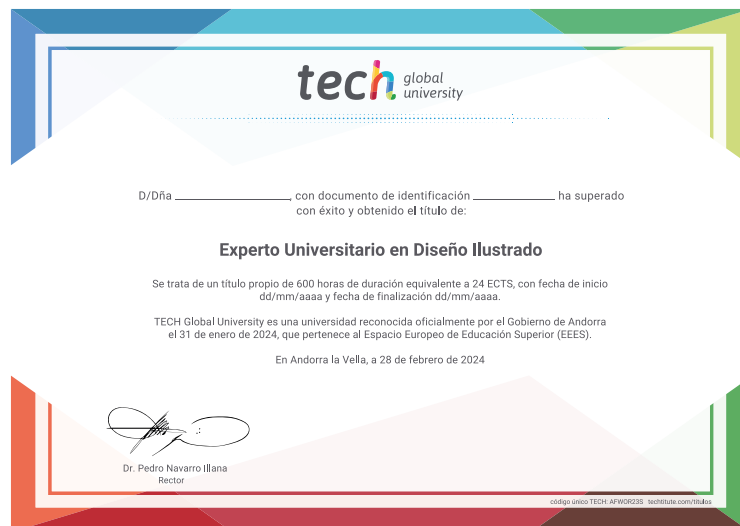 tech global university
D/Dña ____________, con documento de identificación ____________ ha superado
con éxito y obtenido el título de:
Experto Universitario en Diseño Ilustrado
Se trata de un título propio de 600 horas de duración equivalente a 24 ECTS, con fecha de inicio
dd/mm/aaaa y fecha de finalización dd/mm/aaaa.
TECH Global University es una universidad reconocida oficialmente por el Gobierno de Andorra
el 31 de enero de 2024, que pertenece al Espacio Europeo de Educación Superior (EEES).
En Andorra la Vella, a 28 de febrero de 2024
Dr. Pedro Navarro Illana
Rector
código único TECH: AFWOR23S techtitute.com/titulos